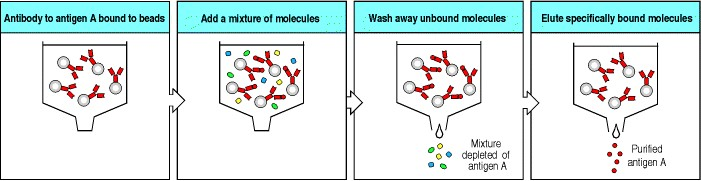 Antibody to antigen A bound to beads
Add a mixture of molecules
Wash away unbound molecules
Elute specifically bound molecules
Mixture
depleted of
antigen A
Purified
antigen A